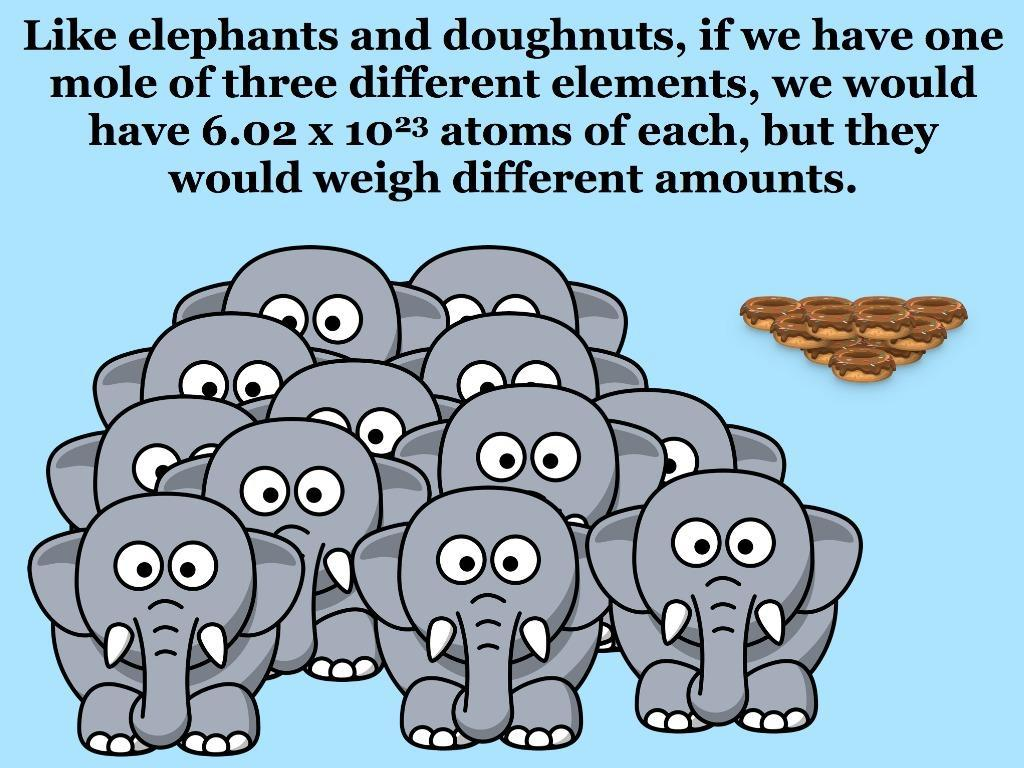 Like elephants and doughnuts, if we have one
mole of three different elements, we would
have 6.02 x 10²³ atoms of each, but they
would weigh different amounts.